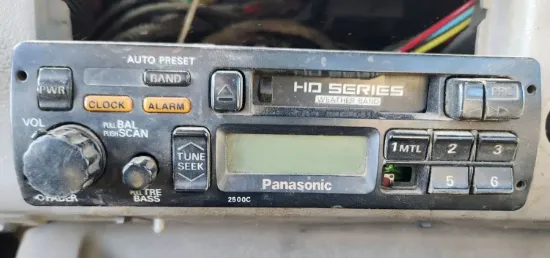 AUTO PRESET
PWR
BAND
CLOCK
ALARM
HD SERIES
WEATHER BAND
VOL
PULL BAL
PUSH SCAN
FADER
TRE
BASS
TUNE
SEEK
Panasonic
2500C
1 MTL
2
3
5
6